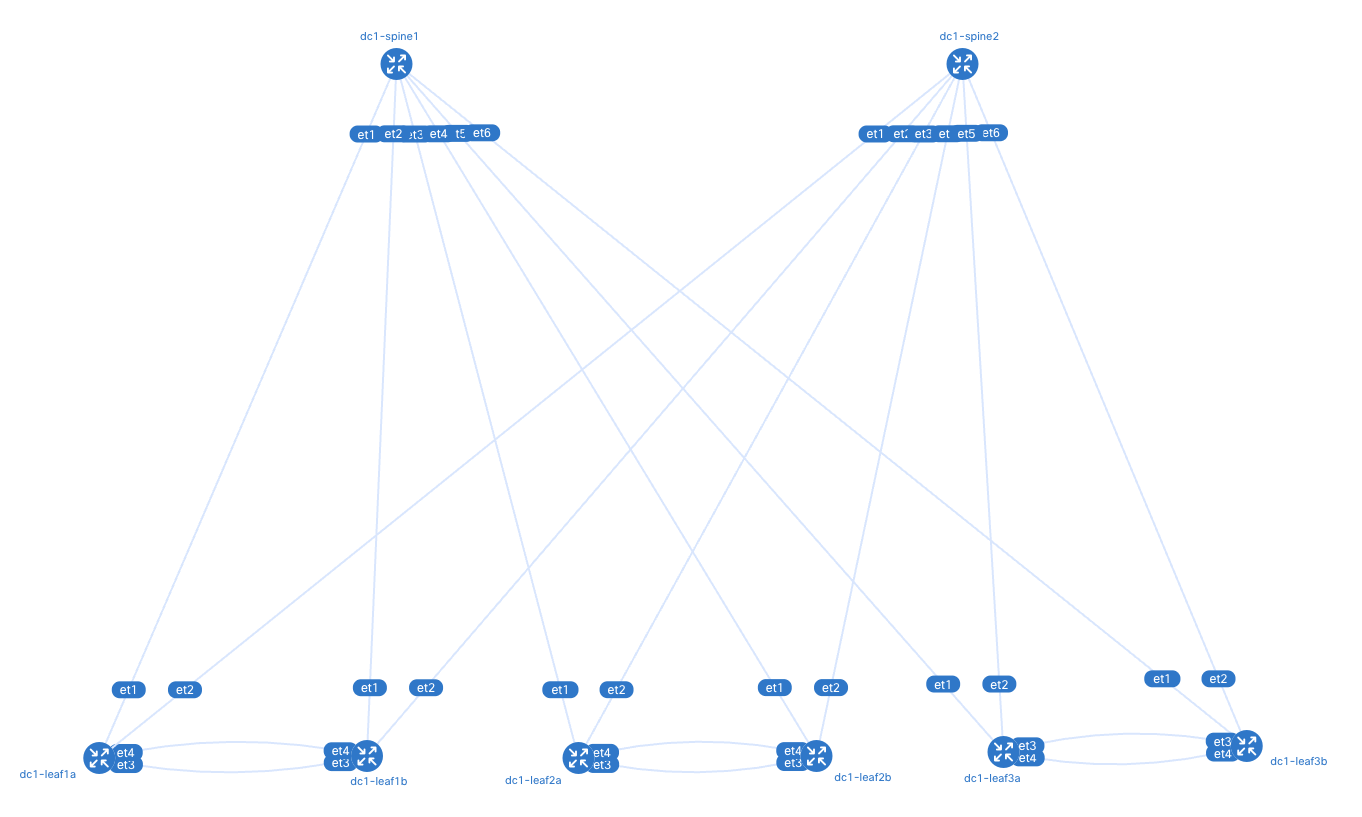 dc1-spine1
dc1-spine2
et1 et2 et3 et4 t5 et6
et1 et2 et3 et et5 et6
et1 et2
et1 et2
et1 et2
et1 et2
et1 et2
et1 et2
et4 et4
et3 et3
et4 et4
et3 et3
et3 et3
et4 et4
dc1-leaf1a
dc1-leaf1b
dc1-leaf2a
dc1-leaf2b
dc1-leaf3a
dc1-leaf3b